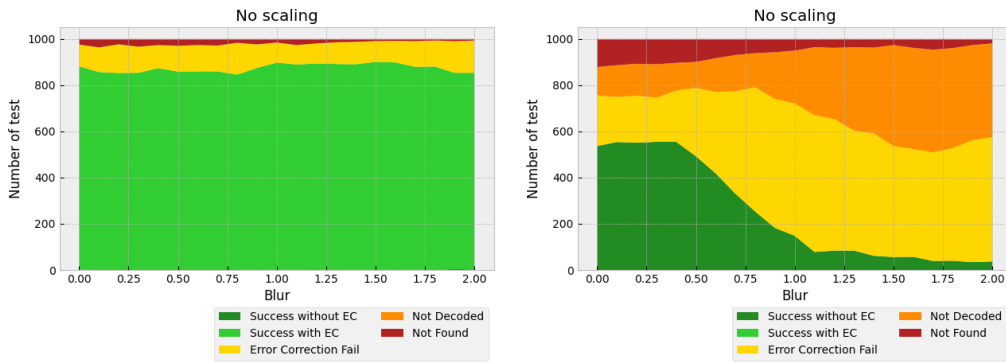 No scaling
Number of test
1000
800
600
400
200
0
0.00 0.25 0.50 0.75 1.00 1.25 1.50 1.75 2.00
Blur
Success without EC
Success with EC
Error Correction Fail
Not Decoded
Not Found
No scaling
Number of test
1000
800
600
400
200
0
0.00 0.25 0.50 0.75 1.00 1.25 1.50 1.75 2.00
Blur
Success without EC
Success with EC
Error Correction Fail
Not Decoded
Not Found